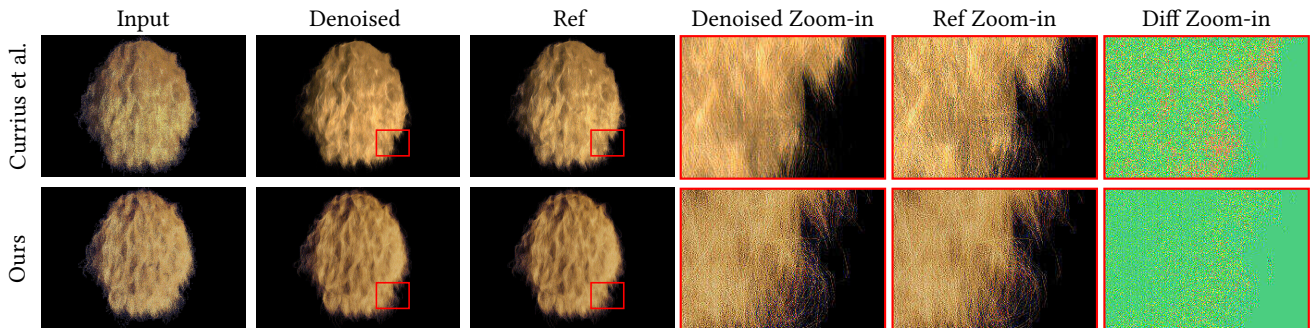 Input Denoised Ref Denoised Zoom-in Ref Zoom-in Diff Zoom-in
Currius et al.
Ours